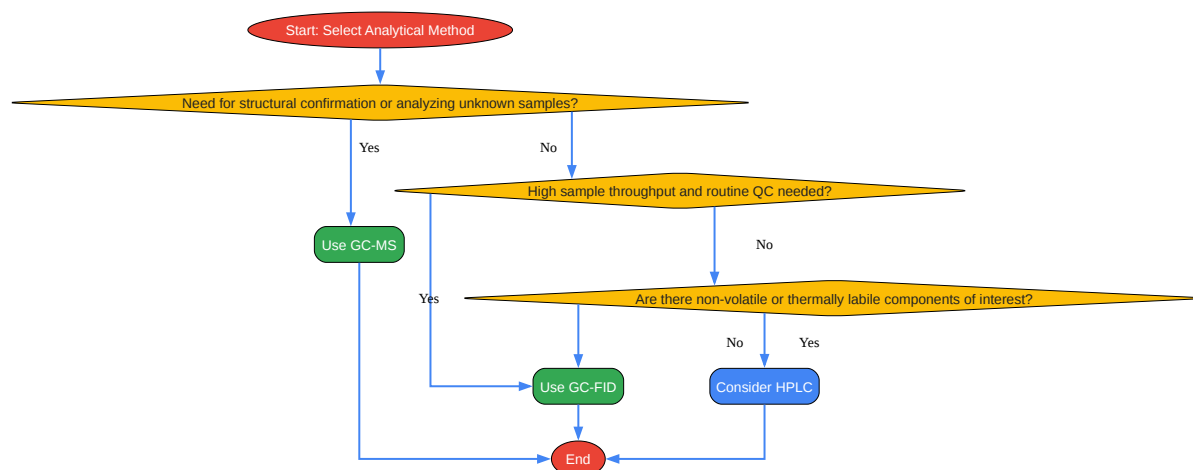 Start: Select Analytical Method
Need for structural confirmation or analyzing unknown samples?
Yes
No
High sample throughput and routine QC needed?
Use GC-MS
No
Yes
Are there non-volatile or thermally labile components of interest?
No
Yes
Use GC-FID
Consider HPLC
End